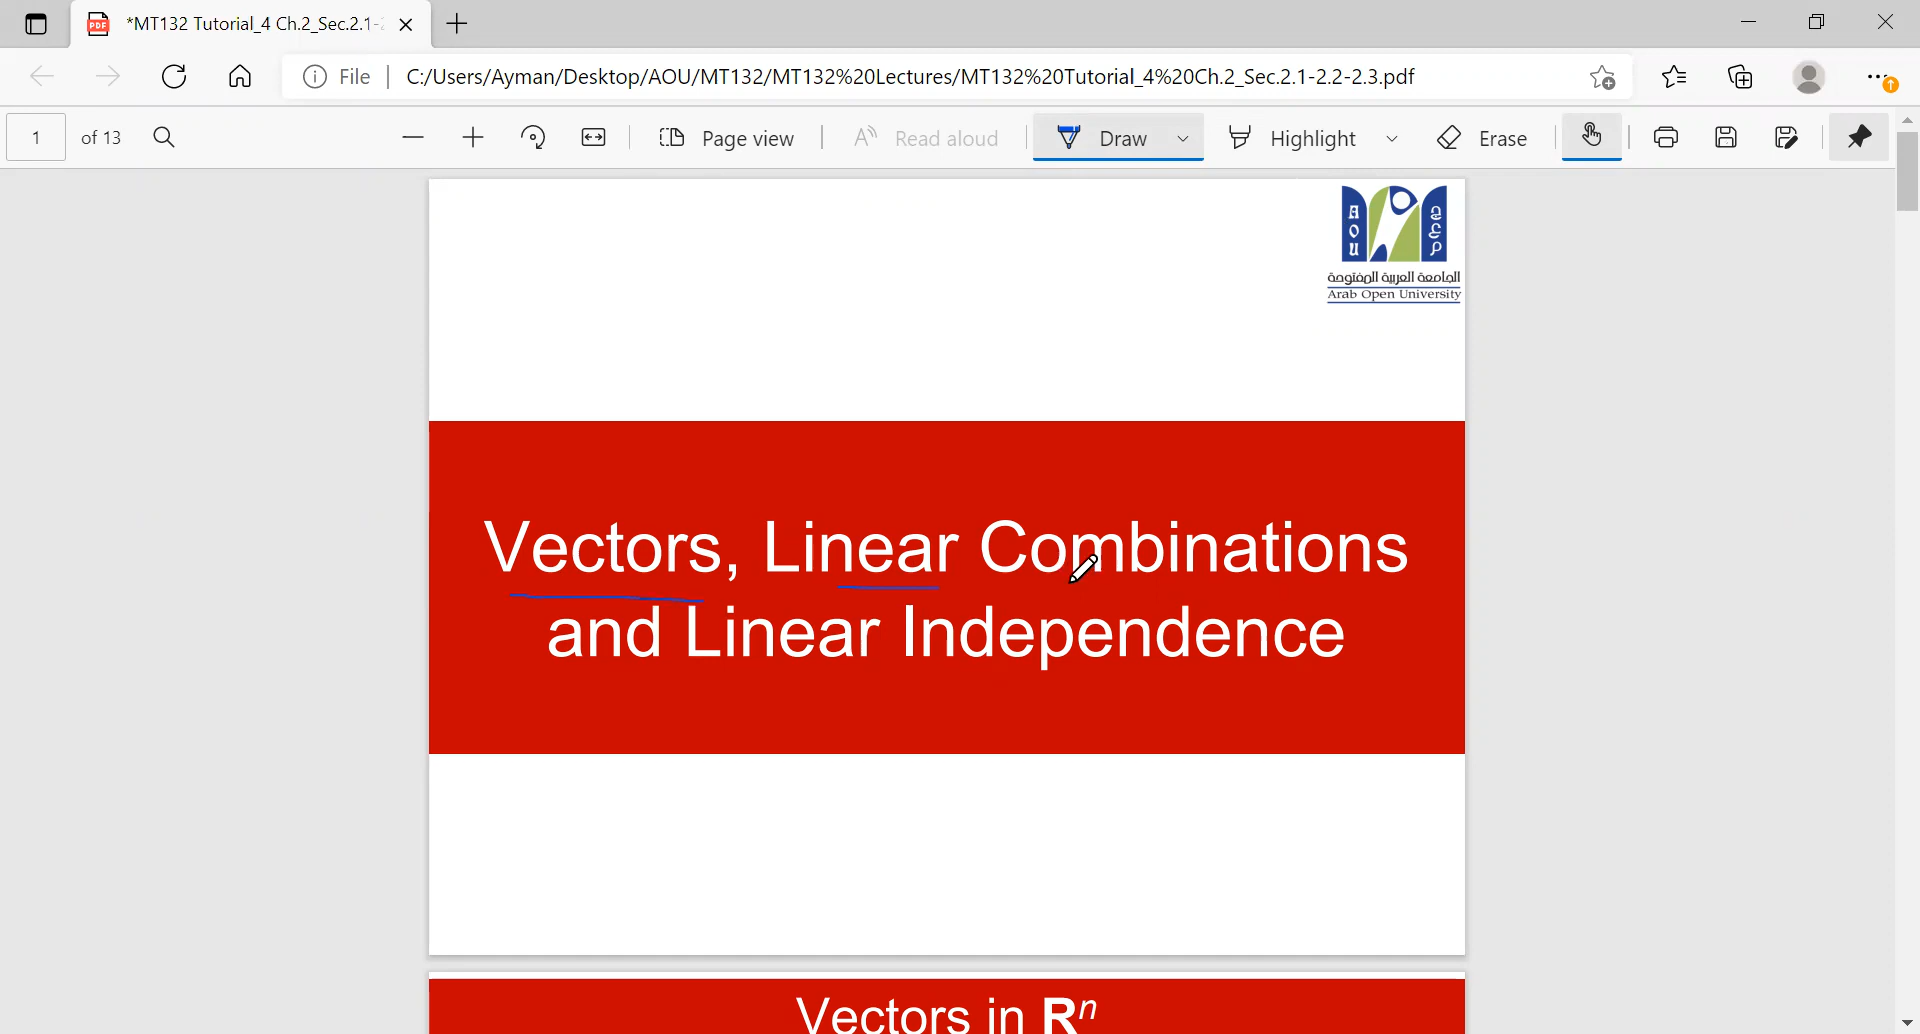 *MT132 Tutorial_4 Ch.2_Sec.2.1-2
File
C:/Users/Ayman/Desktop/AOU/MT132/MT132%20Lectures/MT132%20Tutorial_4%20Ch.2_Sec.2.1-2.2-2.3.pdf
1 of 13
Page view
Read aloud
Draw
Highlight
Erase
AOU
الجامعة العربية المفتوحة
Arab Open University
Vectors, Linear Combinations
and Linear Independence
Vectors in Rⁿ